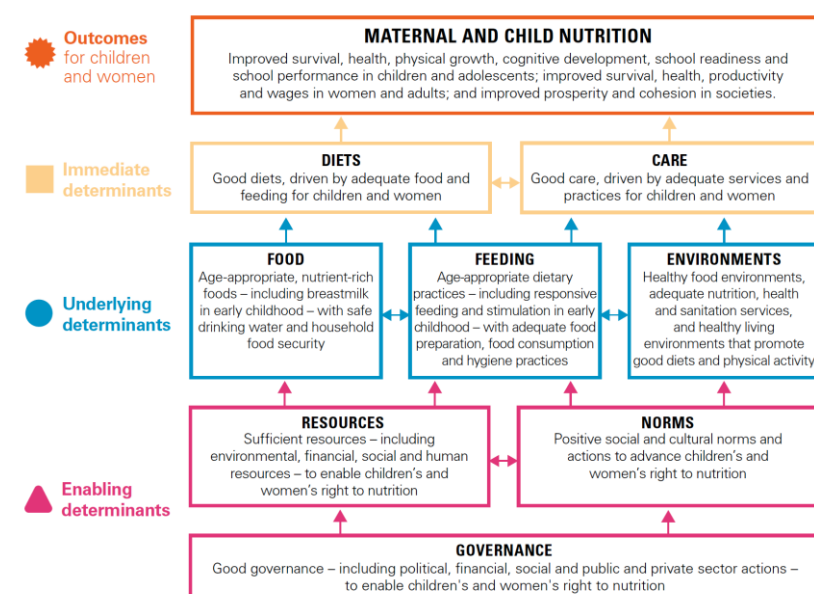 Outcomes
for children
and women
MATERNAL AND CHILD NUTRITION
Improved survival, health, physical growth, cognitive development, school readiness and
school performance in children and adolescents; improved survival, health, productivity
and wages in women and adults; and improved prosperity and cohesion in societies.
Immediate
determinants
DIETS
Good diets, driven by adequate food and
feeding for children and women
CARE
Good care, driven by adequate services and
practices for children and women
Underlying
determinants
FOOD
Age-appropriate, nutrient-rich
foods – including breastmilk
in early childhood – with safe
drinking water and household
food security
FEEDING
Age-appropriate dietary
practices – including responsive
feeding and stimulation in early
childhood – with adequate food
preparation, food consumption
and hygiene practices
ENVIRONMENTS
Healthy food environments,
adequate nutrition, health
and sanitation services,
and healthy living
environments that promote
good diets and physical activity
Enabling
determinants
RESOURCES
Sufficient resources – including
environmental, financial, social and human
resources – to enable children’s and
women’s right to nutrition
NORMS
Positive social and cultural norms and
actions to advance children’s and
women’s right to nutrition
GOVERNANCE
Good governance – including political, financial, social and public and private sector actions –
to enable children's and women's right to nutrition